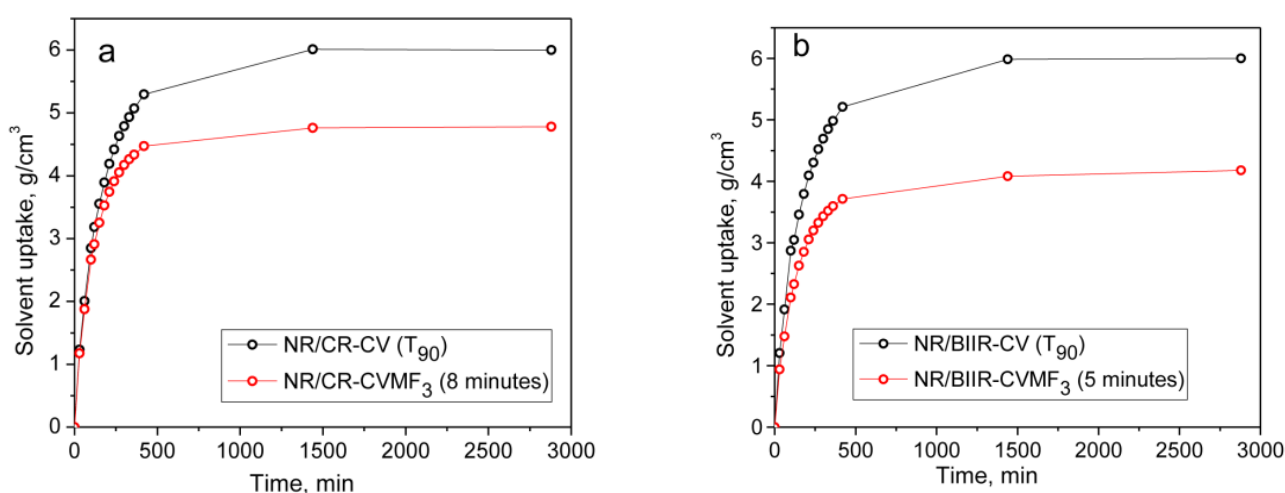 a
Solvent uptake, g/cm³
6
5
4
3
2
1
0
NR/CR-CV (T₉₀)
NR/CR-CVMF₃ (8 minutes)
0 500 1000 1500 2000 2500 3000
Time, min
b
Solvent uptake, g/cm³
6
5
4
3
2
1
0
NR/BIIR-CV (T₉₀)
NR/BIIR-CVMF₃ (5 minutes)
0 500 1000 1500 2000 2500 3000
Time, min